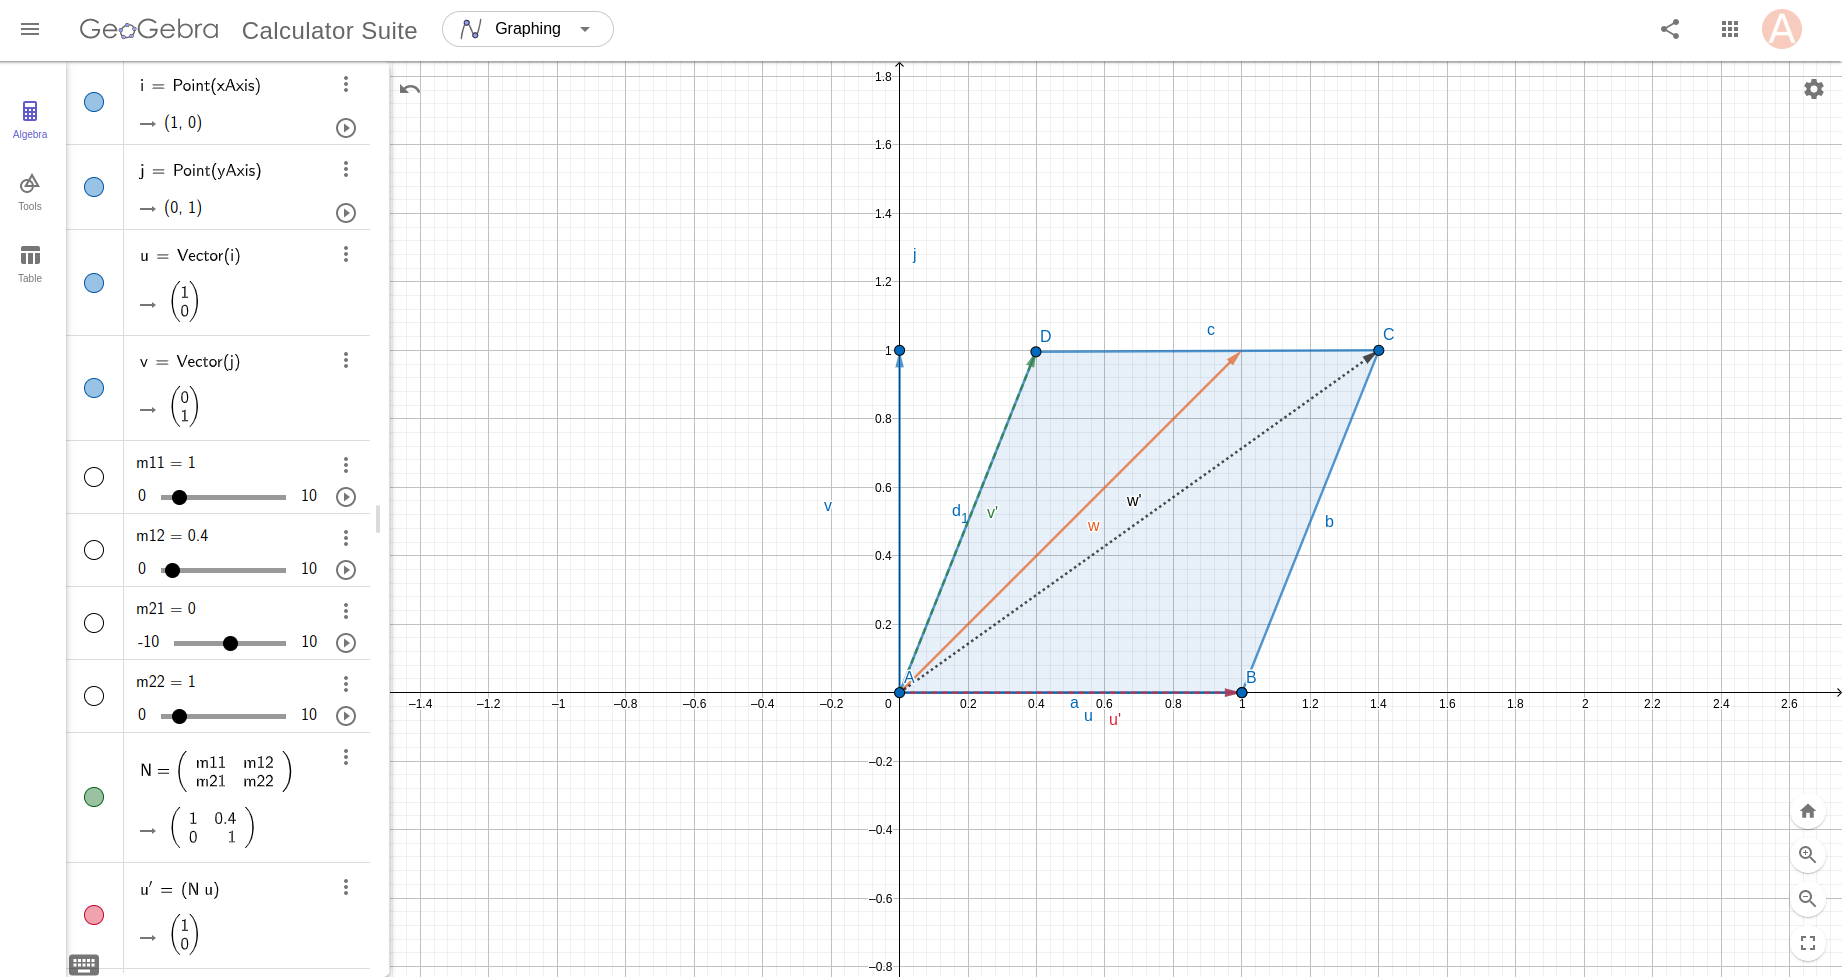 GeoGebra Calculator Suite Graphing A
Algebra
Tools
Table
i = Point(xAxis)
→ (1, 0)
j = Point(yAxis)
→ (0, 1)
u = Vector(i)
→ (1
0)
v = Vector(j)
→ (0
1)
m11 = 1
0 10
m12 = 0.4
0 10
m21 = 0
-10 10
m22 = 1
0 10
N = (m11 m12
m21 m22)
→ (1 0.4
0 1)
u′ = (N u)
→ (1
0)
1.8
1.6
1.4
j
1.2
D c C
1
0.8
0.6
v d1 v' w w' b
0.4
0.2
A B
–1.4 –1.2 –1 –0.8 –0.6 –0.4 –0.2 0 0.2 0.4 a 0.6 0.8 1 1.2 1.4 1.6 1.8 2 2.2 2.4 2.6
u u'
–0.2
–0.4
–0.6
–0.8